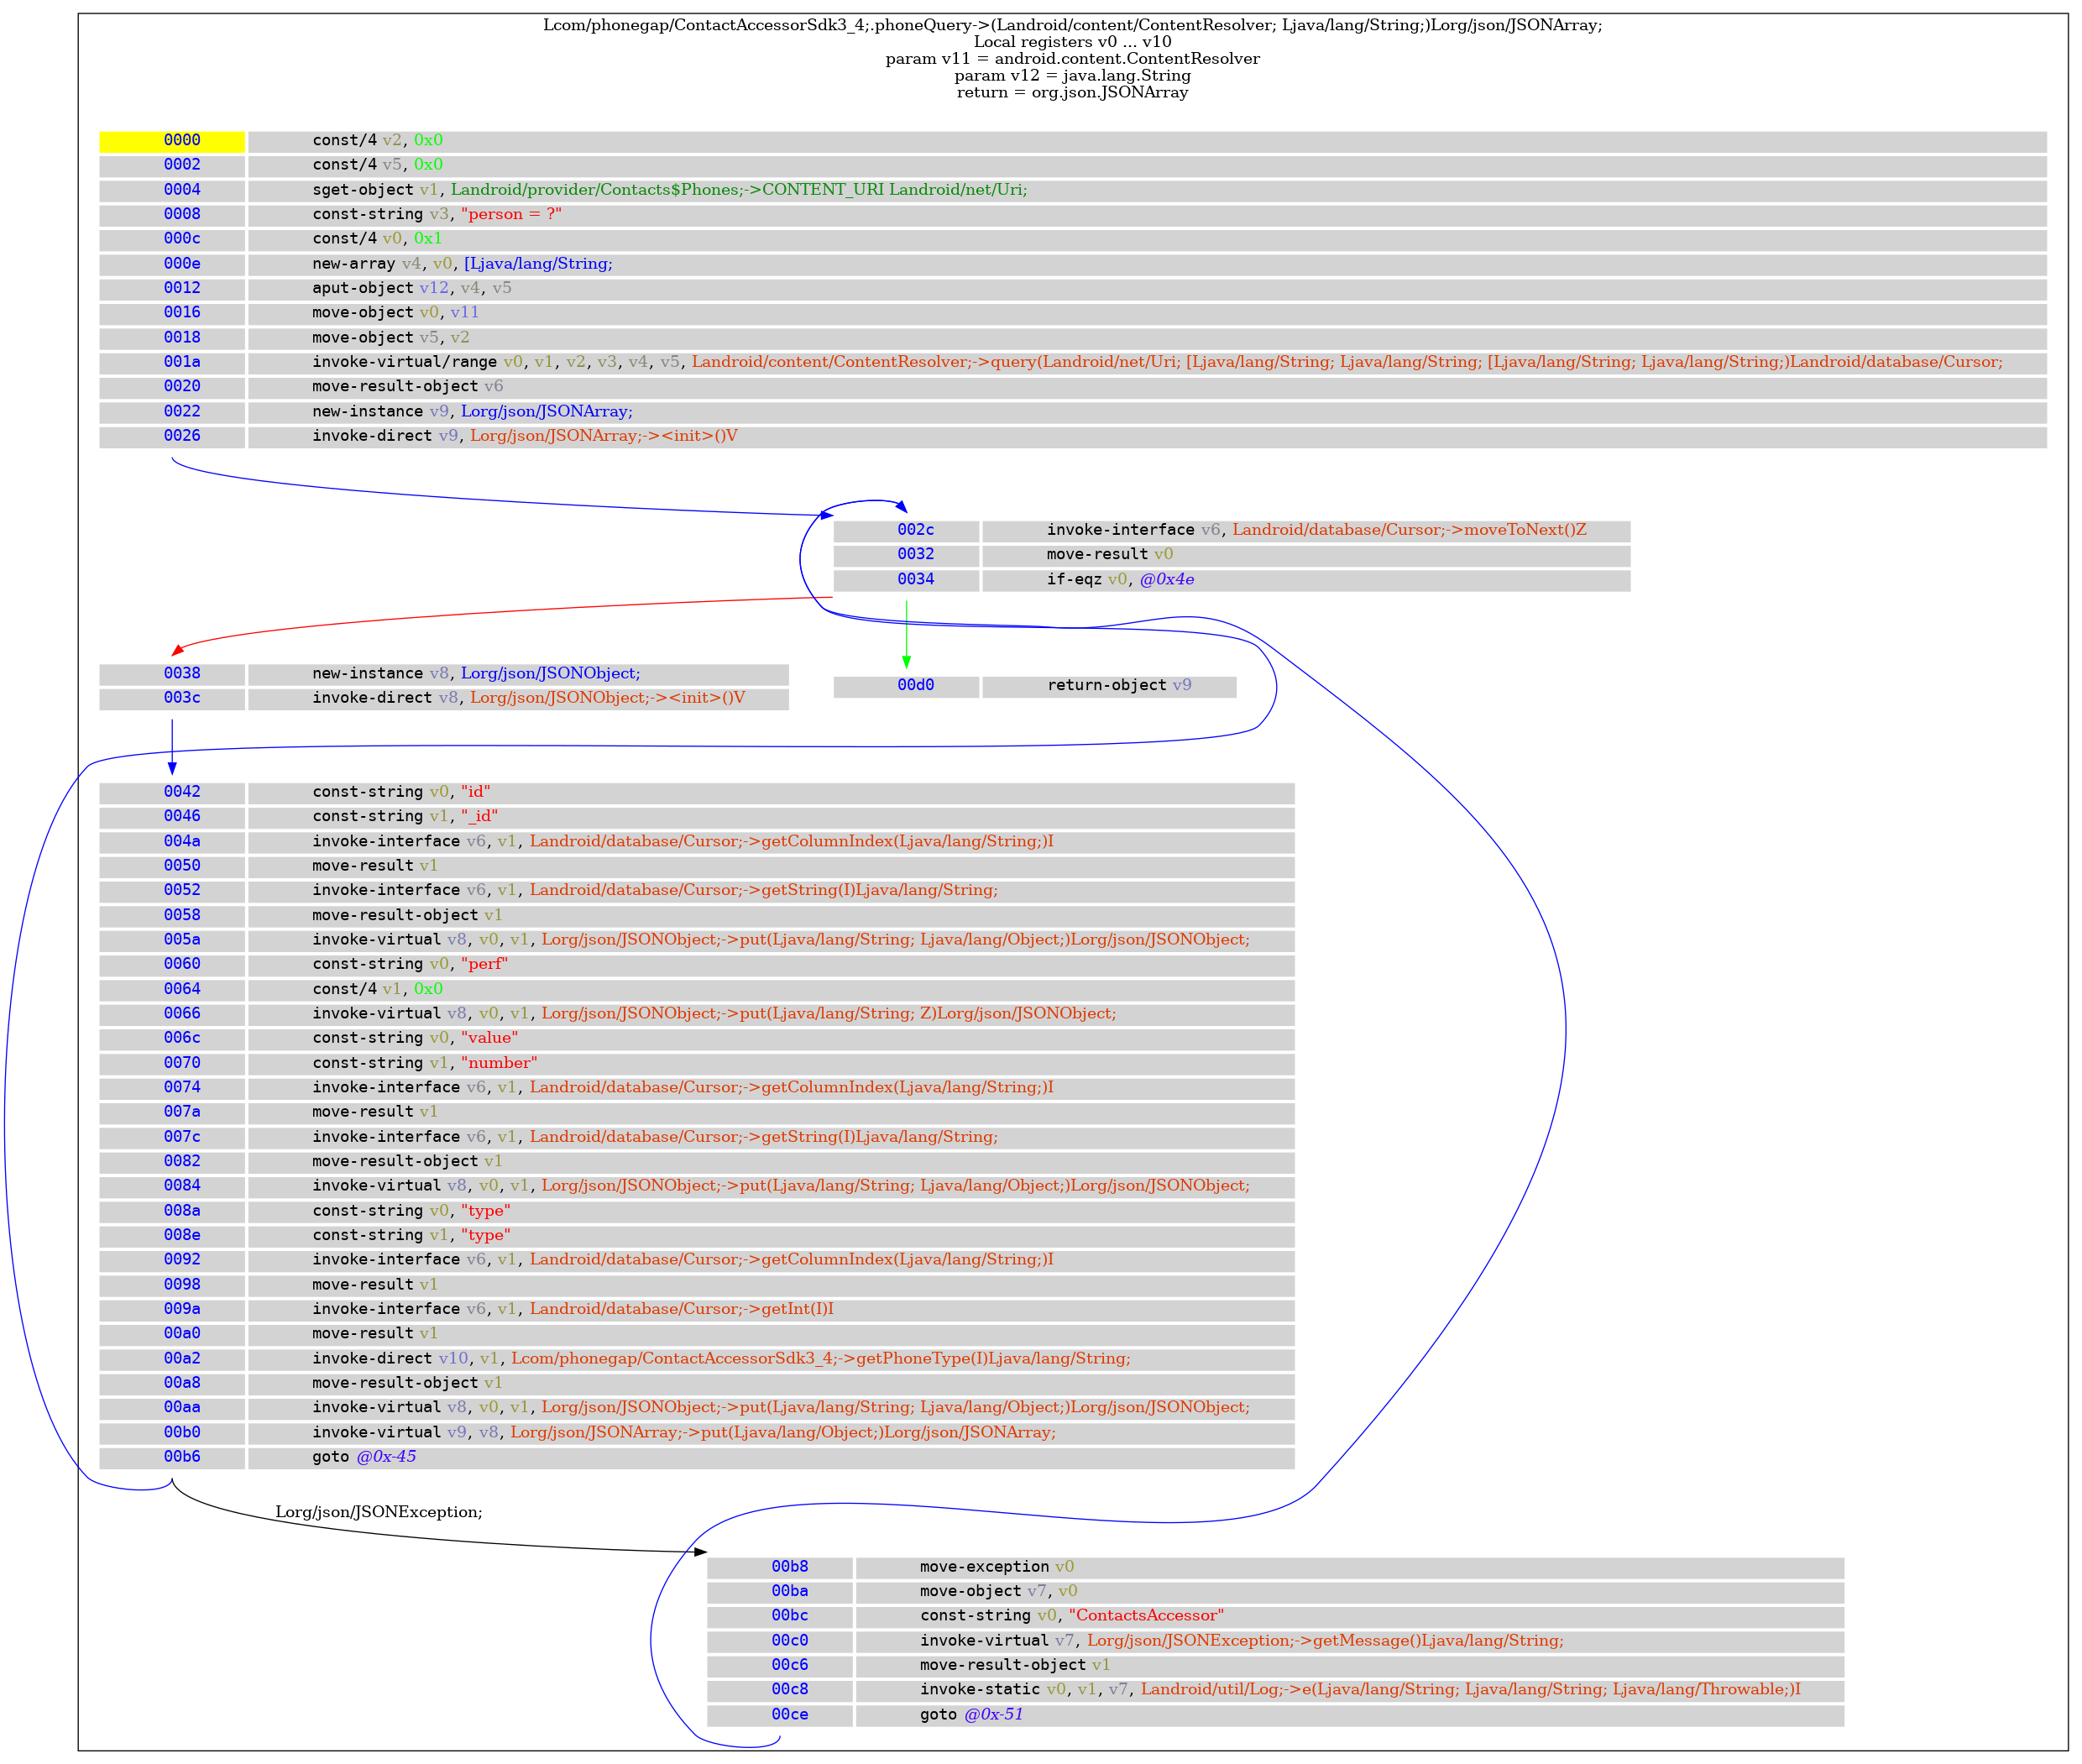 Lcom/phonegap/ContactAccessorSdk3_4;.phoneQuery->(Landroid/content/ContentResolver; Ljava/lang/String;)Lorg/json/JSONArray;
Local registers v0 ... v10
param v11 = android.content.ContentResolver
param v12 = java.lang.String
return = org.json.JSONArray
0000 const/4 v2, 0x0
0002 const/4 v5, 0x0
0004 sget-object v1, Landroid/provider/Contacts$Phones;->CONTENT_URI Landroid/net/Uri;
0008 const-string v3, "person = ?"
000c const/4 v0, 0x1
000e new-array v4, v0, [Ljava/lang/String;
0012 aput-object v12, v4, v5
0016 move-object v0, v11
0018 move-object v5, v2
001a invoke-virtual/range v0, v1, v2, v3, v4, v5, Landroid/content/ContentResolver;->query(Landroid/net/Uri; [Ljava/lang/String; Ljava/lang/String; [Ljava/lang/String; Ljava/lang/String;)Landroid/database/Cursor;
0020 move-result-object v6
0022 new-instance v9, Lorg/json/JSONArray;
0026 invoke-direct v9, Lorg/json/JSONArray;-><init>()V
002c invoke-interface v6, Landroid/database/Cursor;->moveToNext()Z
0032 move-result v0
0034 if-eqz v0, @0x4e
0038 new-instance v8, Lorg/json/JSONObject;
003c invoke-direct v8, Lorg/json/JSONObject;-><init>()V
00d0 return-object v9
0042 const-string v0, "id"
0046 const-string v1, "_id"
004a invoke-interface v6, v1, Landroid/database/Cursor;->getColumnIndex(Ljava/lang/String;)I
0050 move-result v1
0052 invoke-interface v6, v1, Landroid/database/Cursor;->getString(I)Ljava/lang/String;
0058 move-result-object v1
005a invoke-virtual v8, v0, v1, Lorg/json/JSONObject;->put(Ljava/lang/String; Ljava/lang/Object;)Lorg/json/JSONObject;
0060 const-string v0, "perf"
0064 const/4 v1, 0x0
0066 invoke-virtual v8, v0, v1, Lorg/json/JSONObject;->put(Ljava/lang/String; Z)Lorg/json/JSONObject;
006c const-string v0, "value"
0070 const-string v1, "number"
0074 invoke-interface v6, v1, Landroid/database/Cursor;->getColumnIndex(Ljava/lang/String;)I
007a move-result v1
007c invoke-interface v6, v1, Landroid/database/Cursor;->getString(I)Ljava/lang/String;
0082 move-result-object v1
0084 invoke-virtual v8, v0, v1, Lorg/json/JSONObject;->put(Ljava/lang/String; Ljava/lang/Object;)Lorg/json/JSONObject;
008a const-string v0, "type"
008e const-string v1, "type"
0092 invoke-interface v6, v1, Landroid/database/Cursor;->getColumnIndex(Ljava/lang/String;)I
0098 move-result v1
009a invoke-interface v6, v1, Landroid/database/Cursor;->getInt(I)I
00a0 move-result v1
00a2 invoke-direct v10, v1, Lcom/phonegap/ContactAccessorSdk3_4;->getPhoneType(I)Ljava/lang/String;
00a8 move-result-object v1
00aa invoke-virtual v8, v0, v1, Lorg/json/JSONObject;->put(Ljava/lang/String; Ljava/lang/Object;)Lorg/json/JSONObject;
00b0 invoke-virtual v9, v8, Lorg/json/JSONArray;->put(Ljava/lang/Object;)Lorg/json/JSONArray;
00b6 goto @0x-45
Lorg/json/JSONException;
00b8 move-exception v0
00ba move-object v7, v0
00bc const-string v0, "ContactsAccessor"
00c0 invoke-virtual v7, Lorg/json/JSONException;->getMessage()Ljava/lang/String;
00c6 move-result-object v1
00c8 invoke-static v0, v1, v7, Landroid/util/Log;->e(Ljava/lang/String; Ljava/lang/String; Ljava/lang/Throwable;)I
00ce goto @0x-51